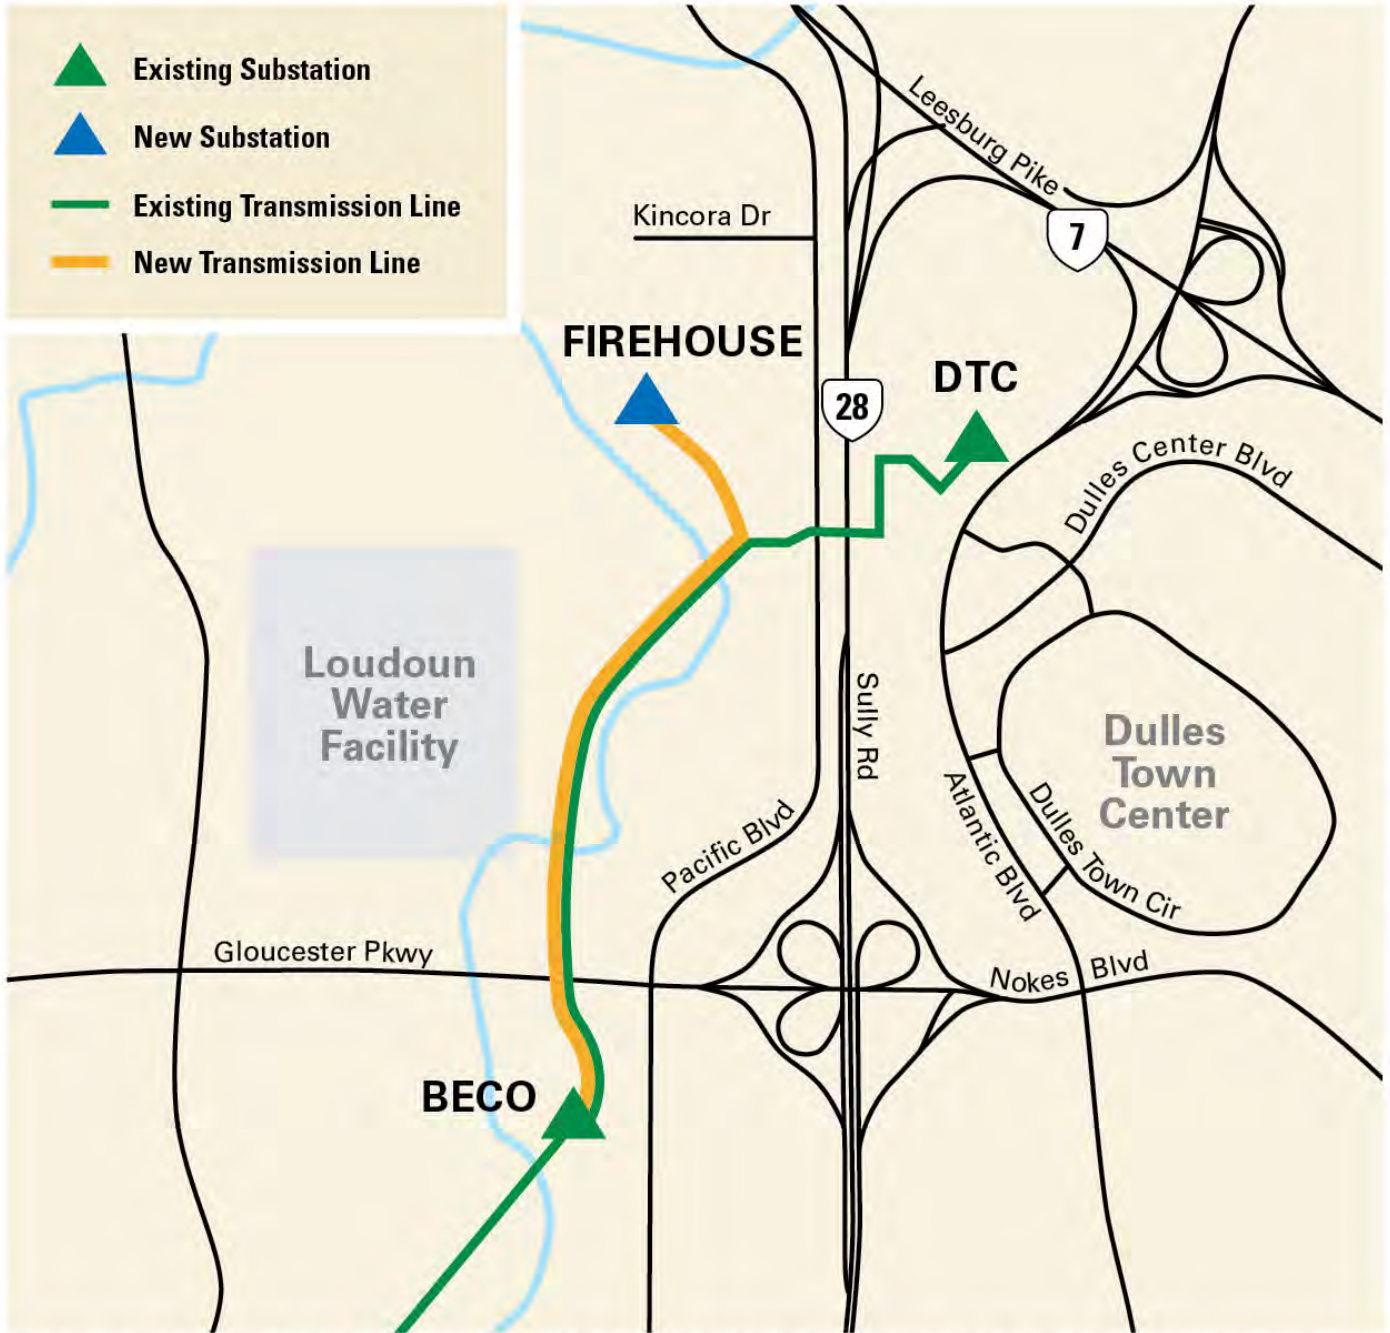 Existing Substation
New Substation
Existing Transmission Line
New Transmission Line
Leesburg Pike
Kincora Dr
7
FIREHOUSE
DTC
28
Dulles Center Blvd
Loudoun
Water
Facility
Sully Rd
Dulles
Town
Center
Atlantic Blvd
Dulles Town Cir
Pacific Blvd
Gloucester Pkwy
Nokes Blvd
BECO